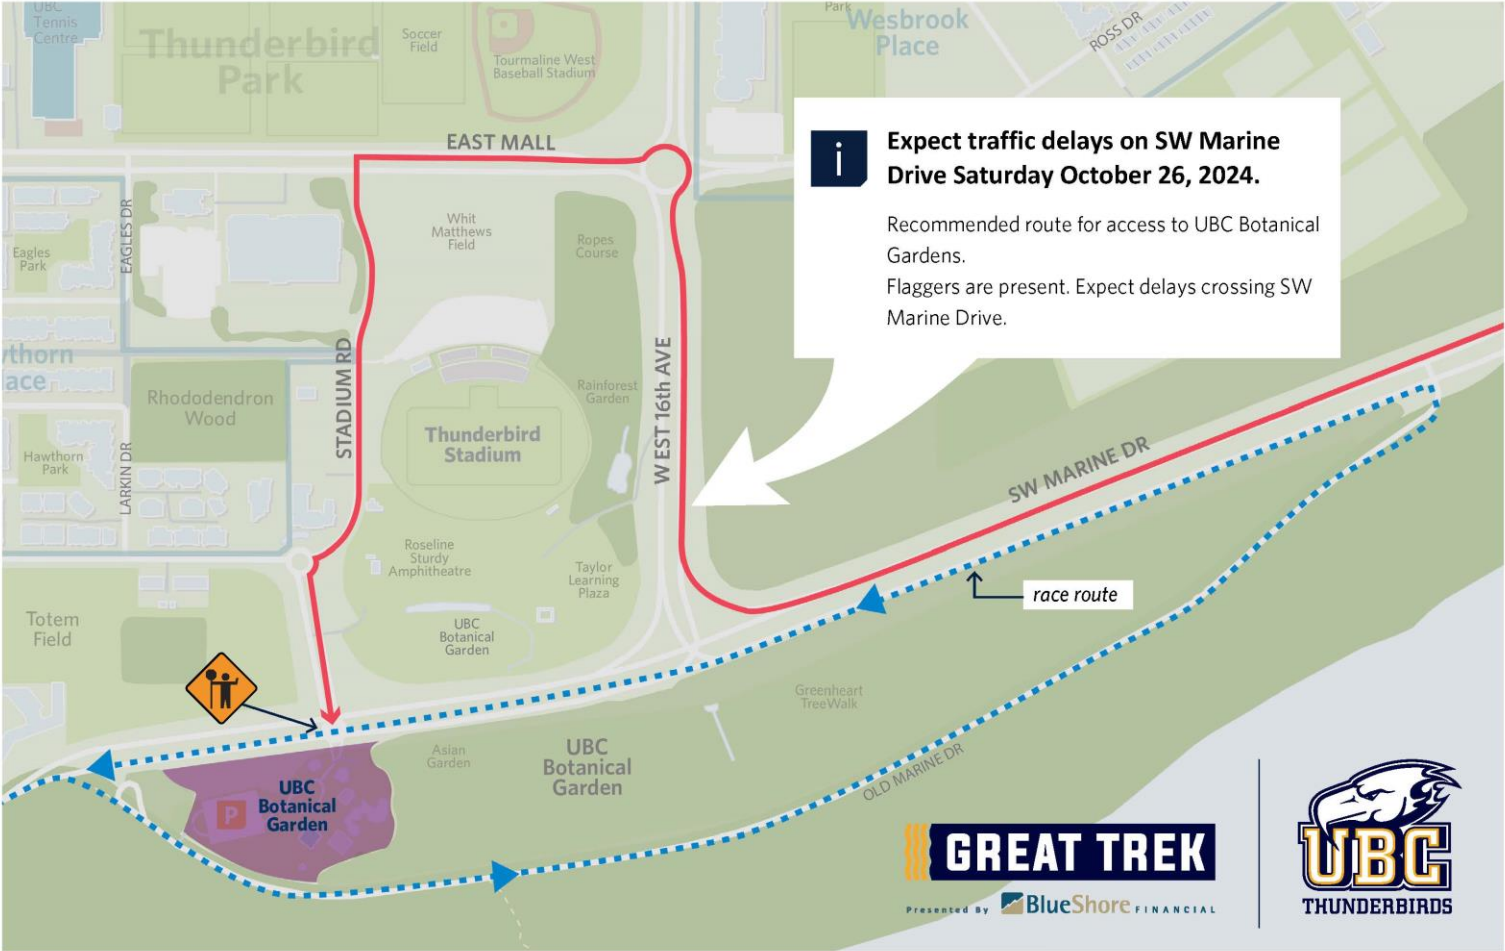 UBC
Tennis
Centre
Thunderbird
Park
Soccer
Field
Tourmaline West
Baseball Stadium
Park
Wesbrook
Place
ROSS DR
EAST MALL
i
Expect traffic delays on SW Marine
Drive Saturday October 26, 2024.
Recommended route for access to UBC Botanical
Gardens.
Flaggers are present. Expect delays crossing SW
Marine Drive.
EAGLES DR
Eagles
Park
Whit
Matthews
Field
Ropes
Course
STADIUM RD
WEST 16th AVE
thorn
ace
Rhododendron
Wood
Rainforest
Garden
Thunderbird
Stadium
Hawthorn
Park
LARKIN DR
SW MARINE DR
Roseline
Sturdy
Amphitheatre
Taylor
Learning
Plaza
race route
Totem
Field
UBC
Botanical
Garden
Greenheart
TreeWalk
Asian
Garden
UBC
Botanical
Garden
OLD MARINE DR
UBC
Botanical
Garden
P
GREAT TREK
Presented By BlueShore FINANCIAL
UBC
THUNDERBIRDS